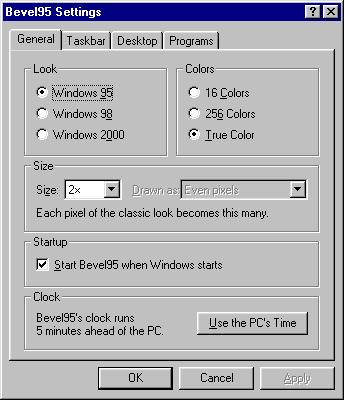 Bevel95 Settings
General Taskbar Desktop Programs
Look
Windows 95
Windows 98
Windows 2000
Colors
16 Colors
256 Colors
True Color
Size
Size: 2x Drawn as: Even pixels
Each pixel of the classic look becomes this many.
Startup
Start Bevel95 when Windows starts
Clock
Bevel95's clock runs
5 minutes ahead of the PC.
Use the PC's Time
OK Cancel Apply